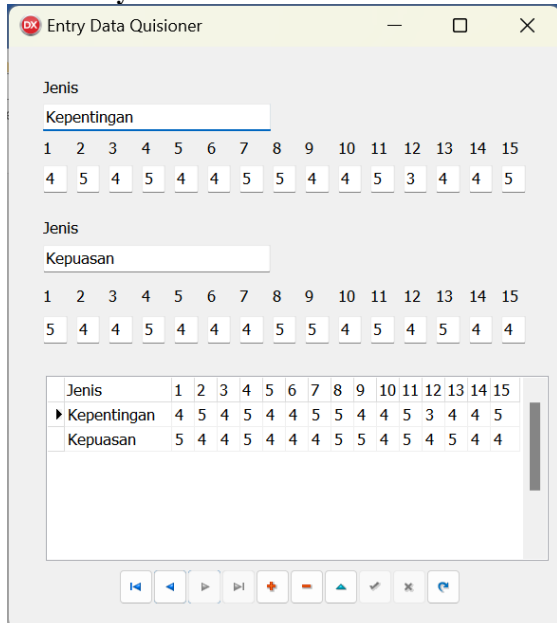 DX Entry Data Quisioner
Jenis
Kepentingan
1 2 3 4 5 6 7 8 9 10 11 12 13 14 15
4 5 4 5 4 4 5 5 4 4 5 3 4 4 5
Jenis
Kepuasan
1 2 3 4 5 6 7 8 9 10 11 12 13 14 15
5 4 4 5 4 4 4 5 5 4 5 4 5 4 4
Jenis 1 2 3 4 5 6 7 8 9 10 11 12 13 14 15
Kepentingan 4 5 4 5 4 4 5 5 4 4 5 3 4 4 5
Kepuasan 5 4 4 5 4 4 4 5 5 4 5 4 5 4 4